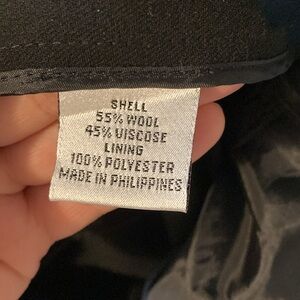 SHELL
55% WOOL
45% VISCOSE
LINING
100% POLYESTER
MADE IN PHILIPPINES